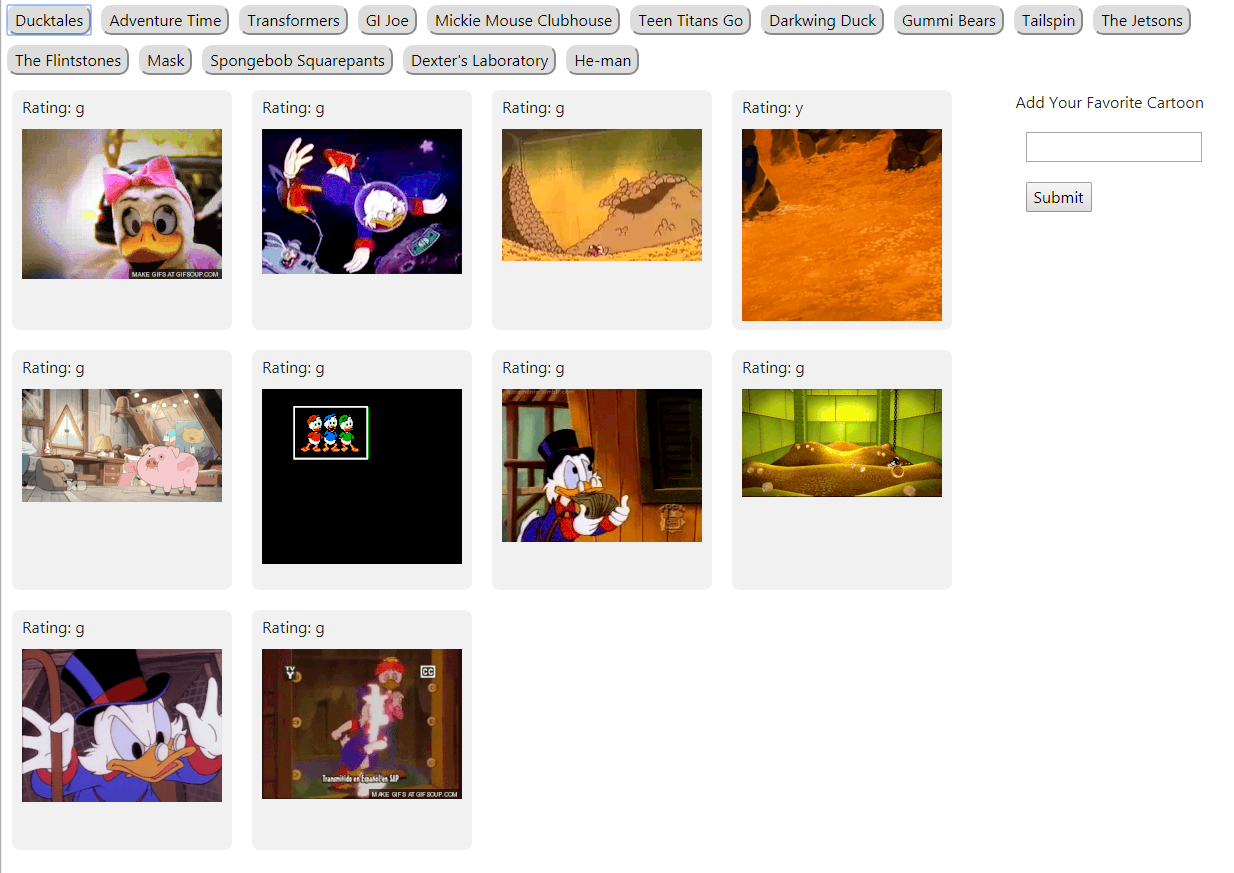 Ducktales Adventure Time Transformers GI Joe Mickie Mouse Clubhouse Teen Titans Go Darkwing Duck Gummi Bears Tailspin The Jetsons
The Flintstones Mask Spongebob Squarepants Dexter's Laboratory He-man
Add Your Favorite Cartoon
Submit
Rating: g Rating: g Rating: g Rating: y
MAKE GIFS AT GIFSOUP.COM
Rating: g Rating: g Rating: g Rating: g
Rating: g Rating: g
TV
Y
CC
Transmitido en Español en SAP
MAKE GIFS AT GIFSOUP.COM